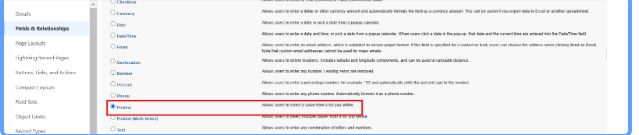 Details
Fields & Relationships
Page Layouts
Lightning Record Pages
Buttons, Links, and Actions
Compact Layouts
Field Sets
Object Limits
Record Types
Checkbox
Currency Allows users to enter a dollar or other currency amount and automatically formats the field as a currency amount. This can be useful if you export data to Excel or another spreadsheet.
Date Allows users to enter a date or pick a date from a popup calendar.
Date/Time Allows users to enter a date and time, or pick a date from a popup calendar. When users click a date in the pop-up, that date and the current time are entered into the Date/Time field
Email Allows users to enter an email address, which is validated to ensure proper format. If this field is specified for a contact or lead, users can choose the address when clicking Send an Email.
Note that custom email addresses cannot be used for mass emails
Geolocation Allows users to define locations. Includes latitude and longitude components, and can be used to calculate distance.
Number Allows users to enter any number. Leading zeros are removed
Percent Allows users to enter a percentage number, for example, '10' and automatically adds the percent sign to the number
Phone Allows users to enter any phone number. Automatically formats it as a phone number.
Picklist Allows users to select a value from a list you define.
Picklist (Multi-Select) Allows users to select multiple values from a list you define.
Text Allows users to enter any combination of letters and numbers.